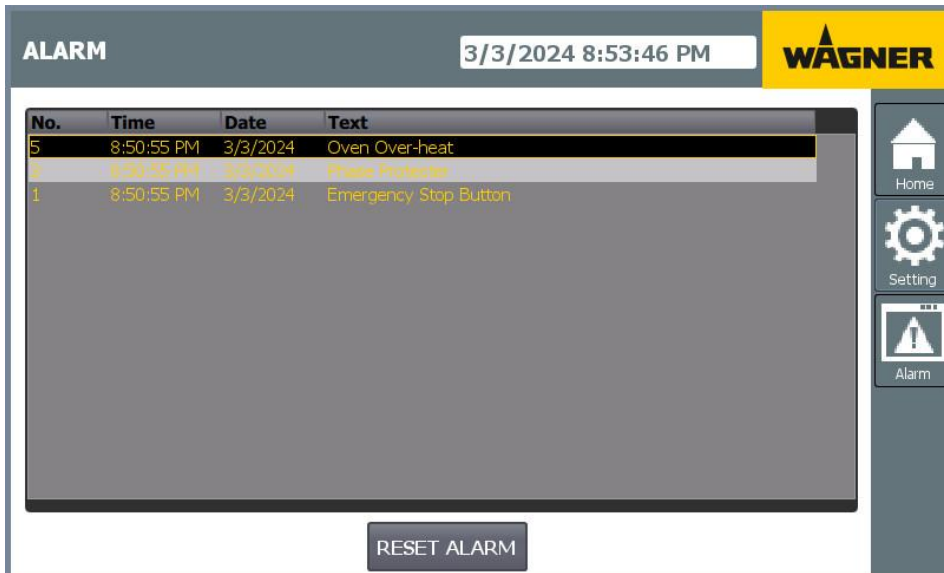 ALARM
3/3/2024 8:53:46 PM
WAGNER
No. Time Date Text
5 8:50:55 PM 3/3/2024 Oven Over-heat
8:50:55 PM 3/3/2024 Phase Protector
1 8:50:55 PM 3/3/2024 Emergency Stop Button
Home
Setting
Alarm
RESET ALARM